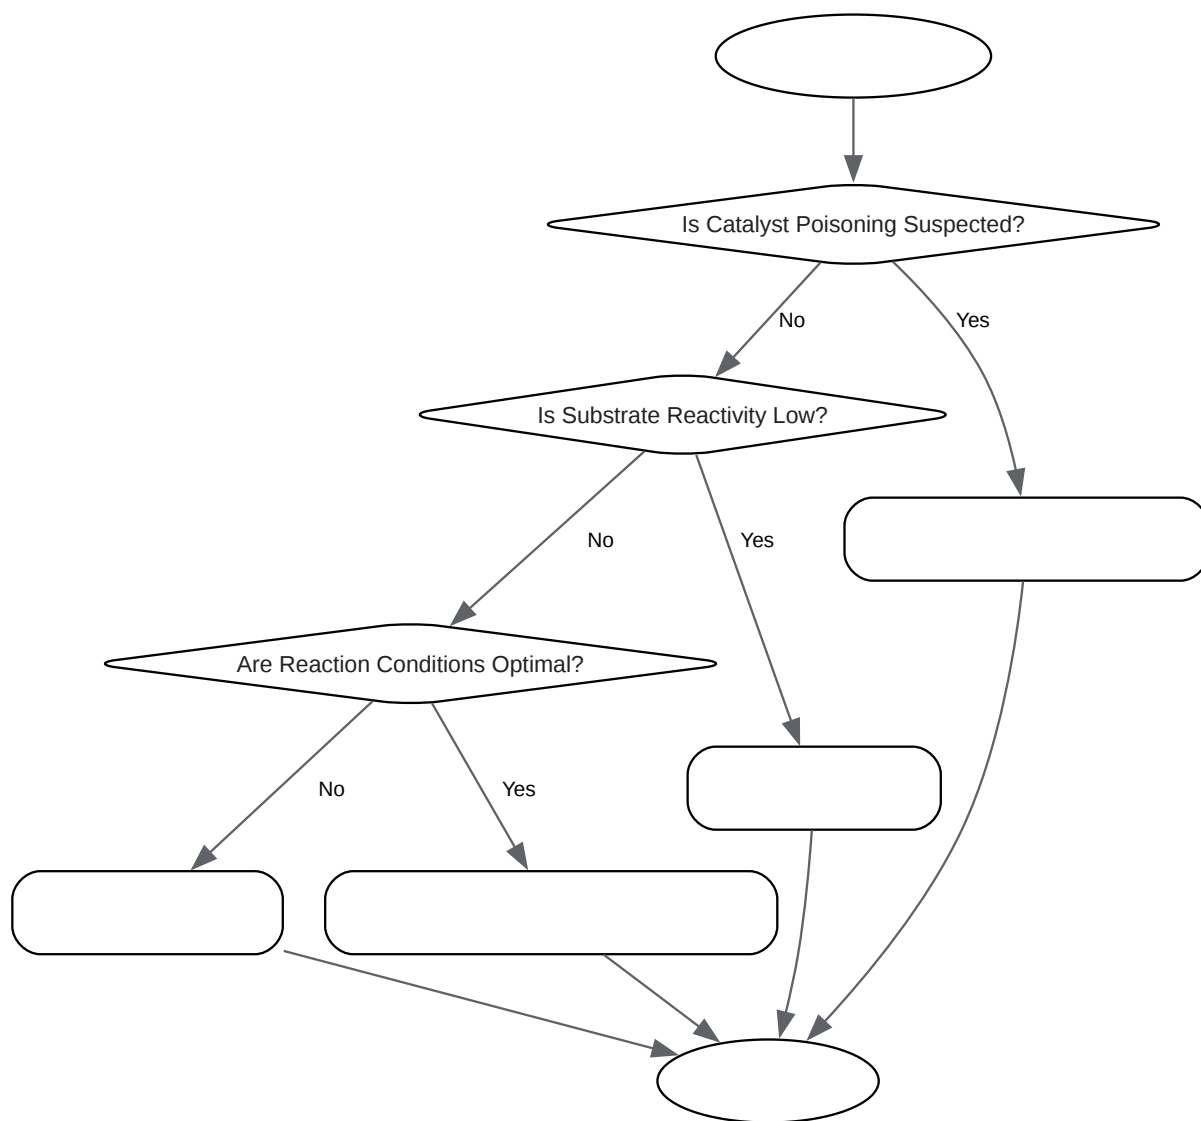 Is Catalyst Poisoning Suspected?
No
Yes
Is Substrate Reactivity Low?
No
Yes
Are Reaction Conditions Optimal?
No
Yes